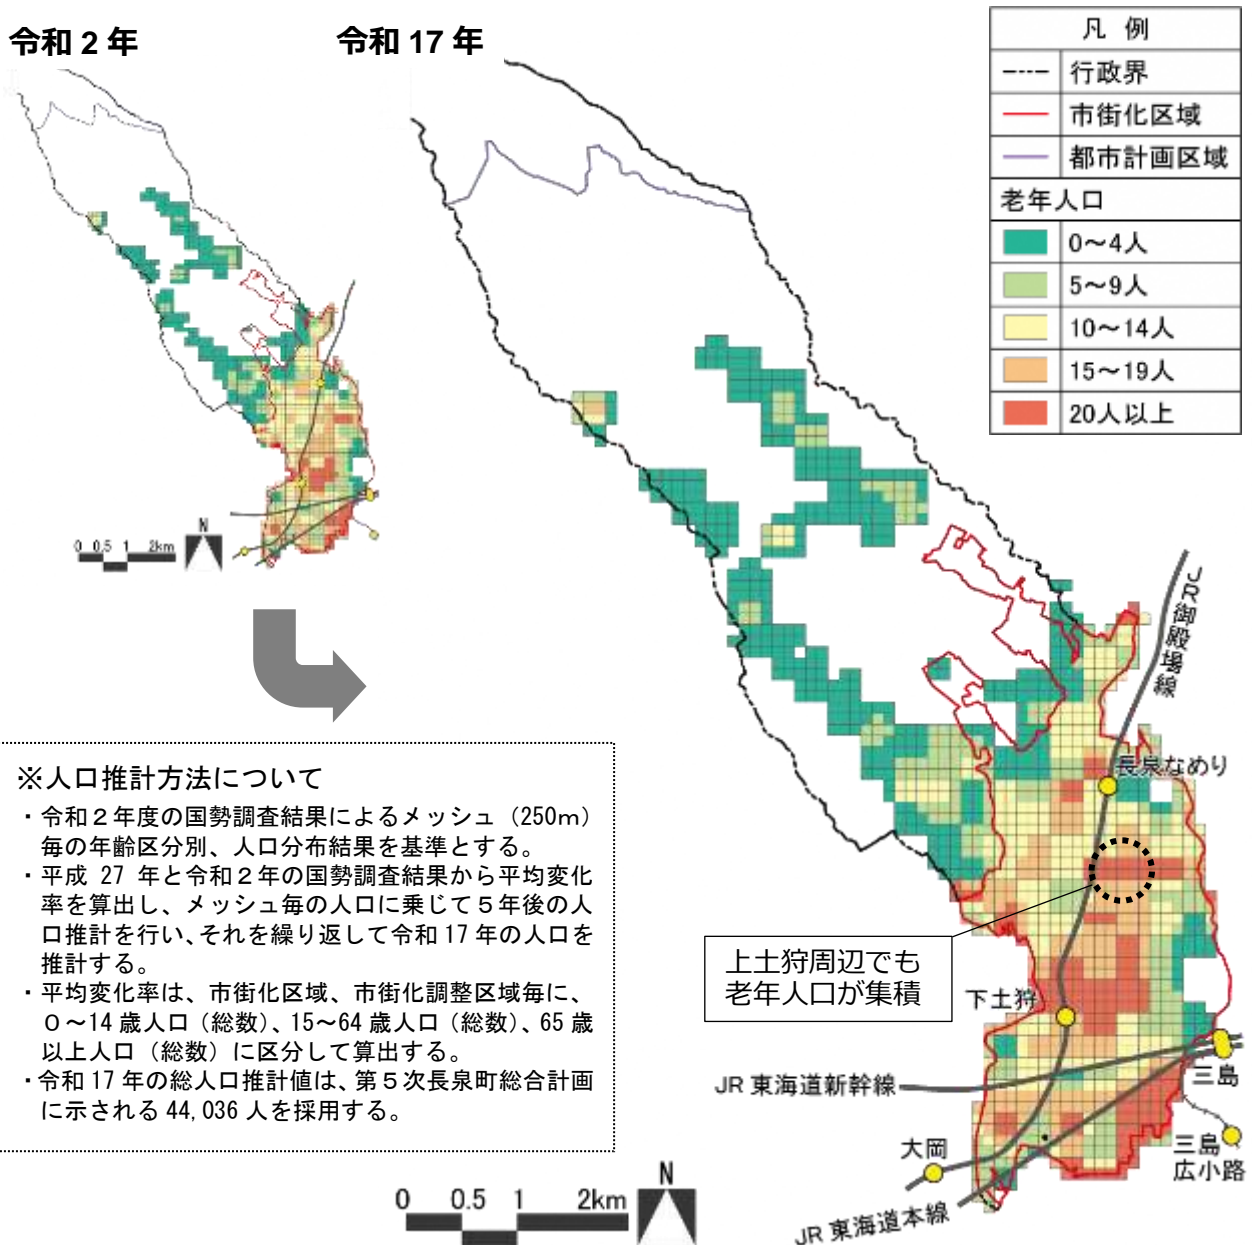 令和 2 年
令和 17 年
凡 例
行政界
市街化区域
都市計画区域
老年人口
0～4人
5～9人
10～14人
15～19人
20人以上
N
0 0.5 1 2km
※人口推計方法について
・令和２年度の国勢調査結果によるメッシュ（250ｍ）
毎の年齢区分別、人口分布結果を基準とする。
・平成 27 年と令和２年の国勢調査結果から平均変化
率を算出し、メッシュ毎の人口に乗じて５年後の人
口推計を行い、それを繰り返して令和 17 年の人口を
推計する。
・平均変化率は、市街化区域、市街化調整区域毎に、
０～14 歳人口（総数）、15～64 歳人口（総数）、65 歳
以上人口（総数）に区分して算出する。
・令和 17 年の総人口推計値は、第５次長泉町総合計画
に示される 44,036 人を採用する。
JR御殿場線
長泉なめり
上土狩周辺でも
老年人口が集積
下土狩
三島
JR 東海道新幹線
三島
広小路
大岡
JR 東海道本線
N
0 0.5 1 2km